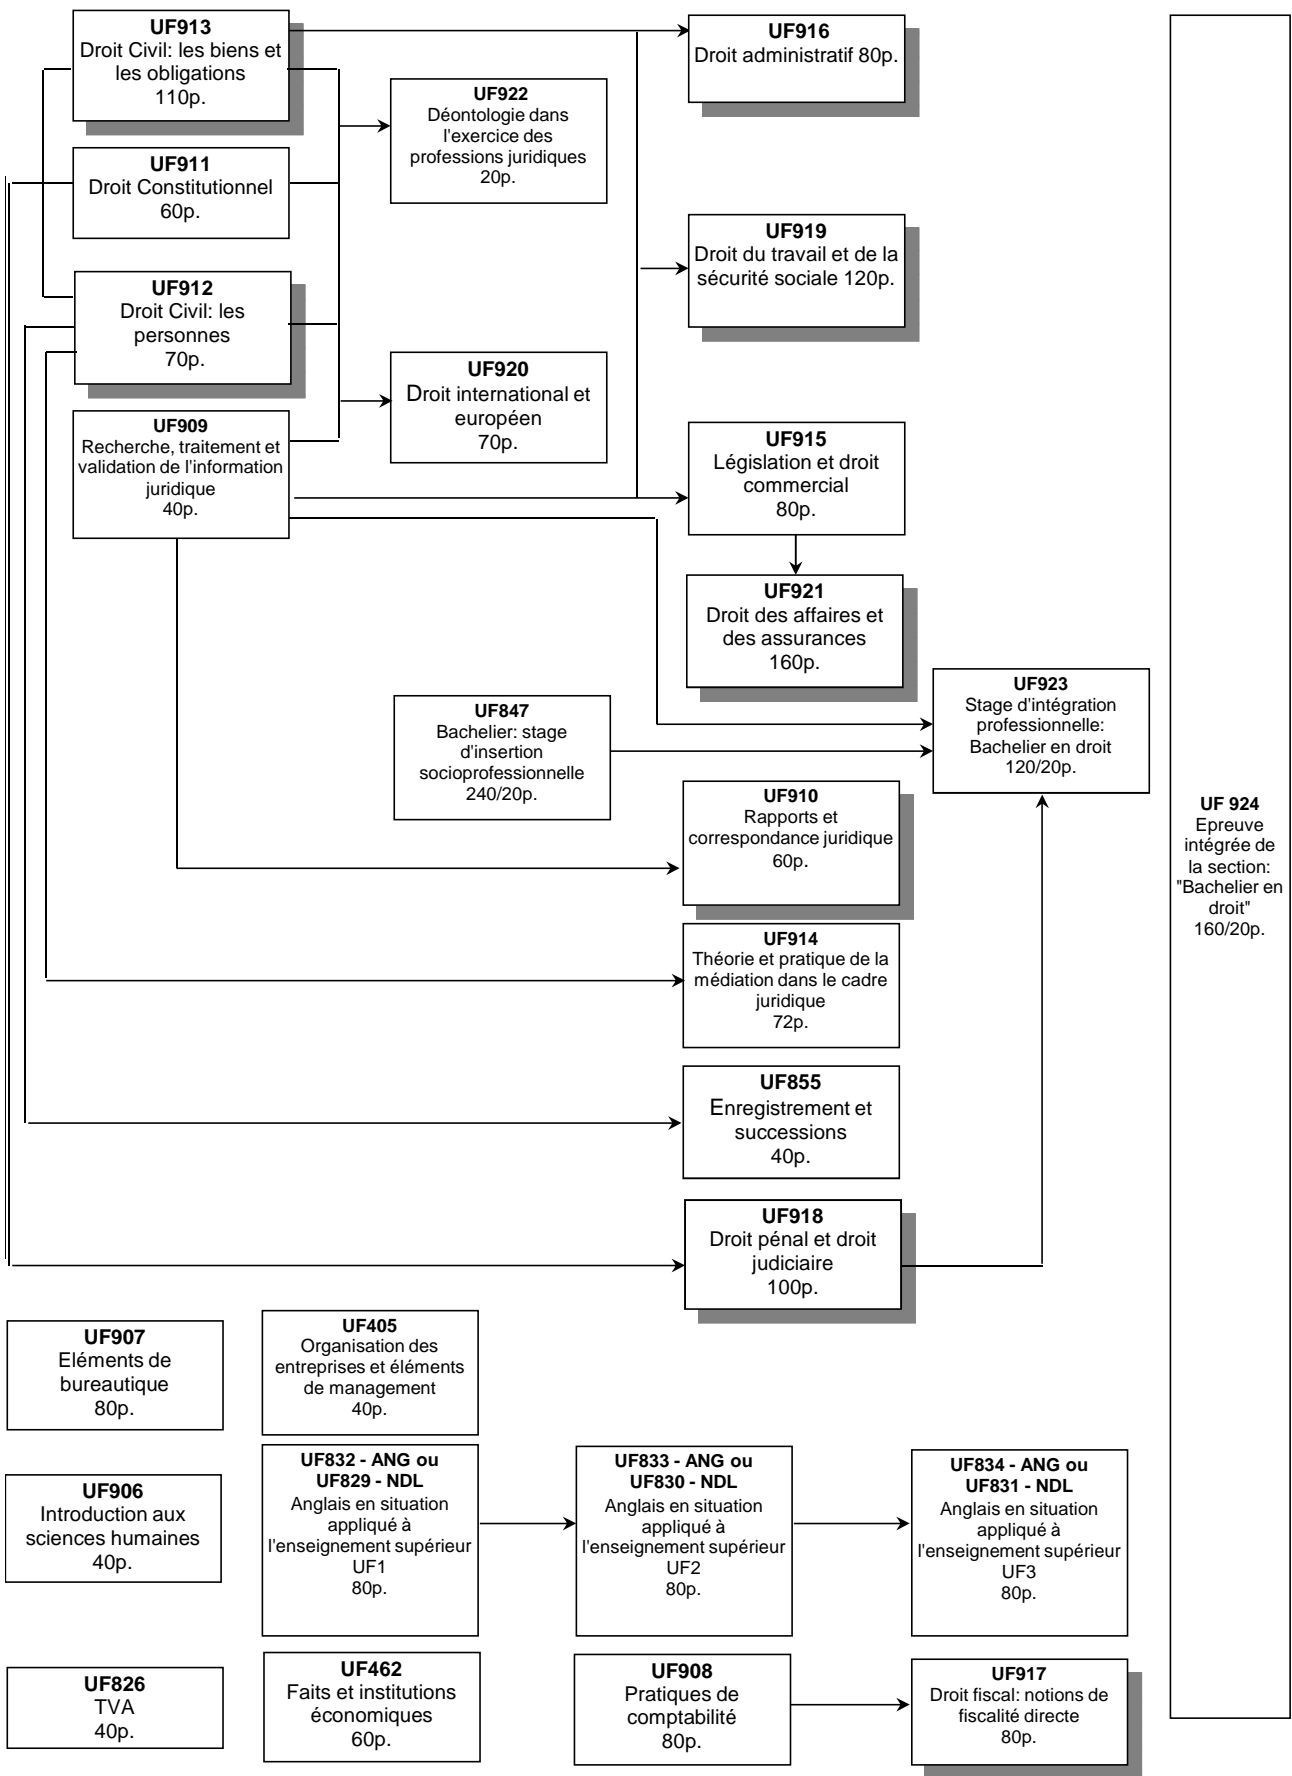 UF913
Droit Civil: les biens et
les obligations
110p.
UF916
Droit administratif 80p.
UF922
Déontologie dans
l'exercice des
professions juridiques
20p.
UF911
Droit Constitutionnel
60p.
UF919
Droit du travail et de la
sécurité sociale 120p.
UF912
Droit Civil: les
personnes
70p.
UF920
Droit international et
européen
70p.
UF909
Recherche, traitement et
validation de l'information
juridique
40p.
UF915
Législation et droit
commercial
80p.
UF921
Droit des affaires et
des assurances
160p.
UF923
Stage d'intégration
professionnelle:
Bachelier en droit
120/20p.
UF847
Bachelier: stage
d'insertion
socioprofessionnelle
240/20p.
UF910
Rapports et
correspondance juridique
60p.
UF 924
Epreuve
intégrée de
la section:
"Bachelier en
droit"
160/20p.
UF914
Théorie et pratique de la
médiation dans le cadre
juridique
72p.
UF855
Enregistrement et
successions
40p.
UF918
Droit pénal et droit
judiciaire
100p.
UF907
Eléments de
bureautique
80p.
UF405
Organisation des
entreprises et éléments
de management
40p.
UF906
Introduction aux
sciences humaines
40p.
UF832 - ANG ou
UF829 - NDL
Anglais en situation
appliqué à
l'enseignement supérieur
UF1
80p.
UF833 - ANG ou
UF830 - NDL
Anglais en situation
appliqué à
l'enseignement supérieur
UF2
80p.
UF834 - ANG ou
UF831 - NDL
Anglais en situation
appliqué à
l'enseignement supérieur
UF3
80p.
UF826
TVA
40p.
UF462
Faits et institutions
économiques
60p.
UF908
Pratiques de
comptabilité
80p.
UF917
Droit fiscal: notions de
fiscalité directe
80p.